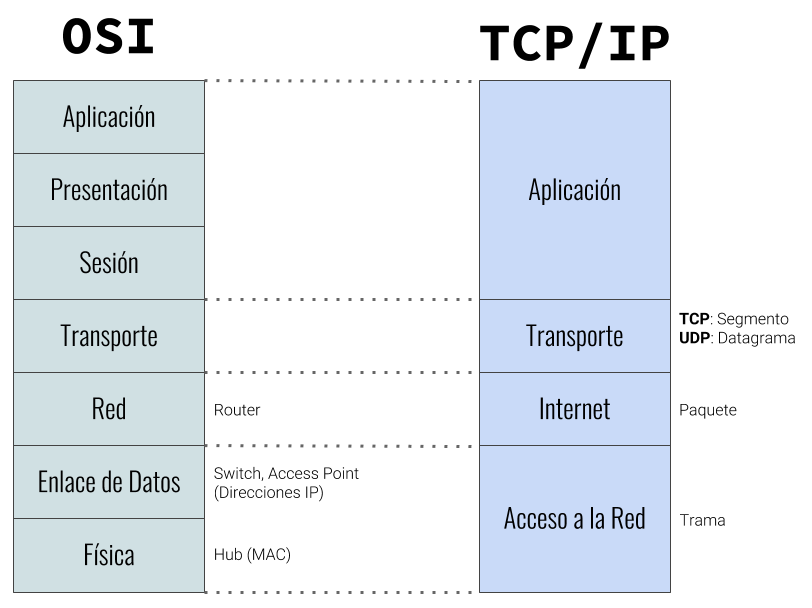 OSI
TCP/IP
Aplicación
Presentación
Sesión
Transporte
Red
Enlace de Datos
Física
Router
Switch, Access Point
(Direcciones IP)
Hub (MAC)
Aplicación
Transporte
Internet
Acceso a la Red
TCP: Segmento
UDP: Datagrama
Paquete
Trama